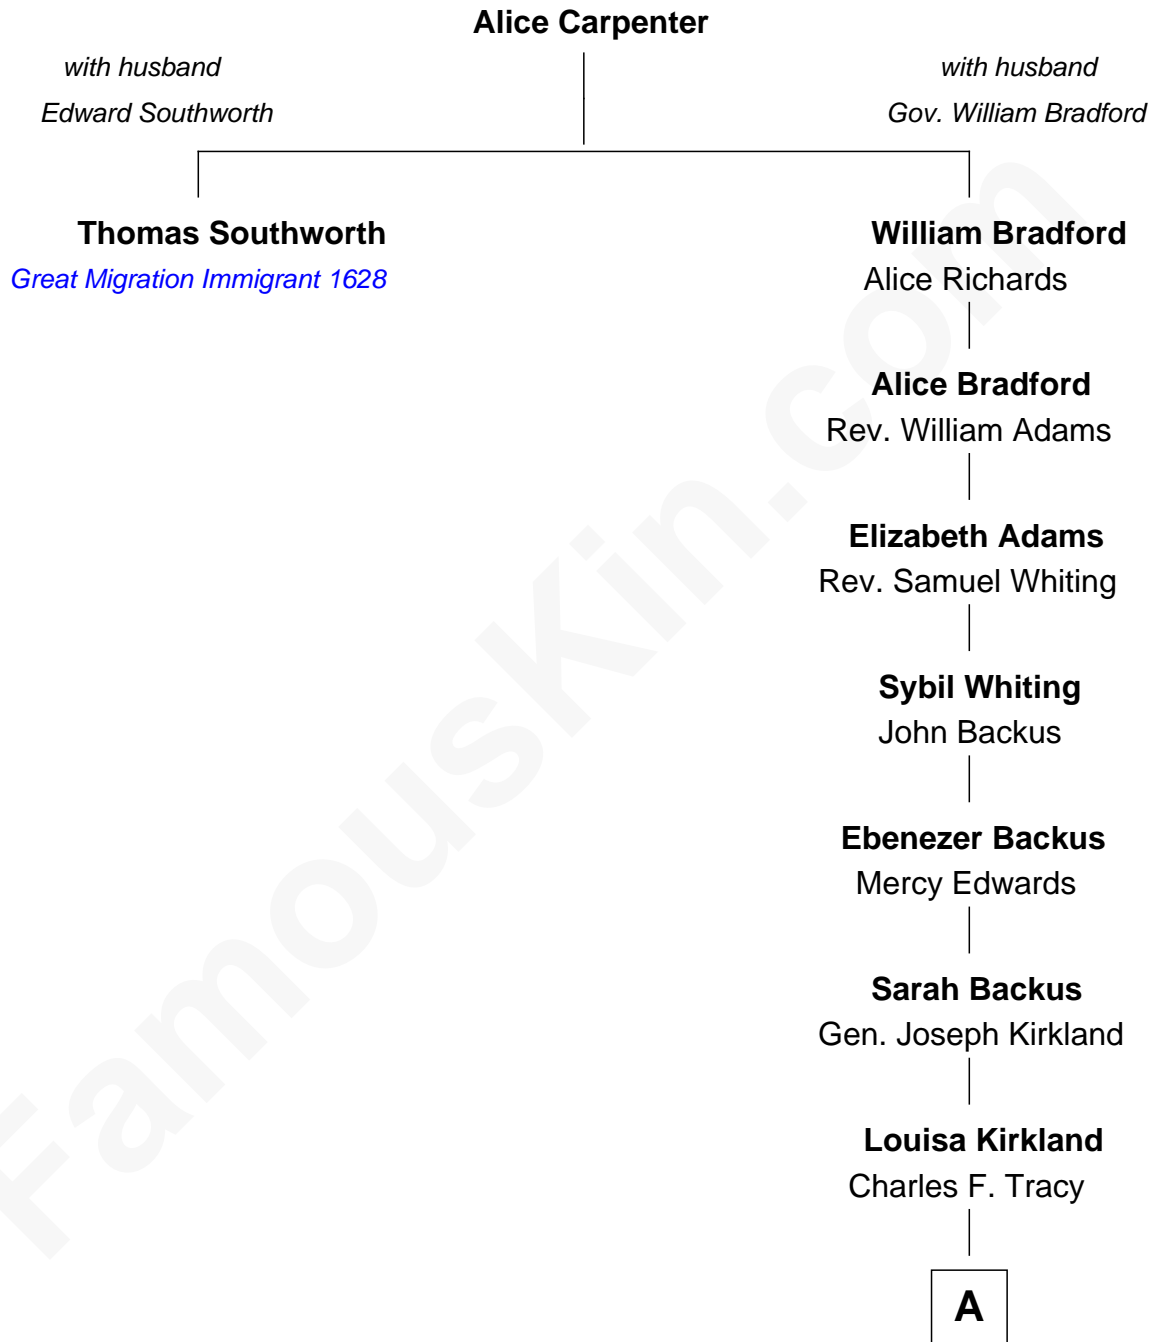 Alice Carpenter
with husband
Edward Southworth
with husband
Gov. William Bradford
Thomas Southworth
Great Migration Immigrant 1628
William Bradford
Alice Richards
Alice Bradford
Rev. William Adams
Elizabeth Adams
Rev. Samuel Whiting
Sybil Whiting
John Backus
Ebenezer Backus
Mercy Edwards
Sarah Backus
Gen. Joseph Kirkland
Louisa Kirkland
Charles F. Tracy
A
FamousKin.com